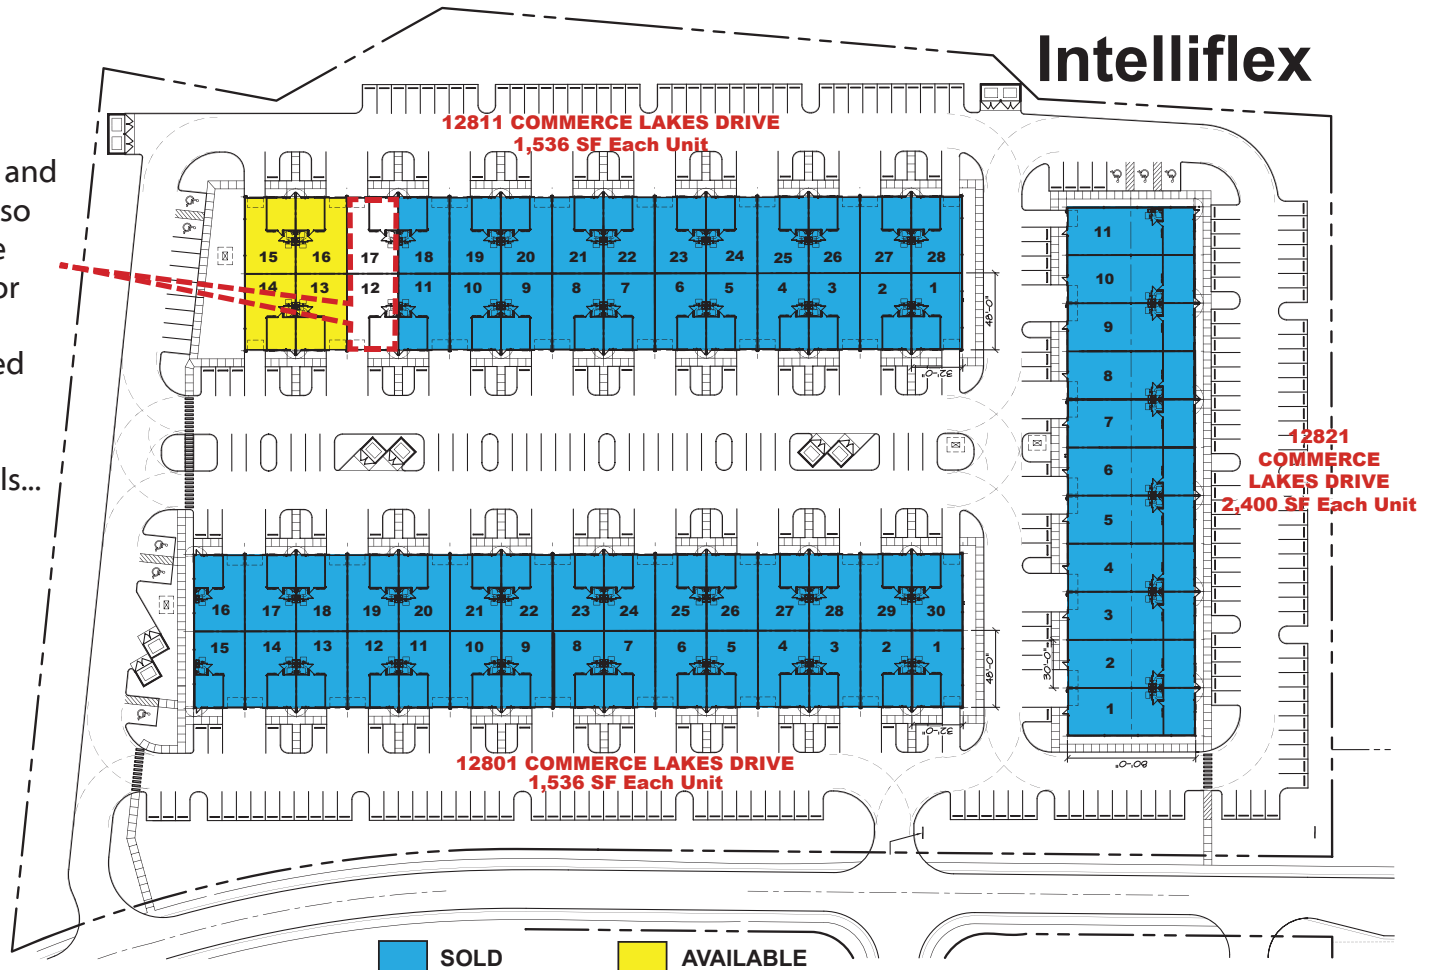 Intelliflex
and
so
e
or
ed
ls...
12811 COMMERCE LAKES DRIVE
1,536 SF Each Unit
15 16 17 18 19 20 21 22 23 24 25 26 27 28
14 13 12 11 10 9 8 7 6 5 4 3 2 1
48'-0"
32'-0"
11
10
9
8
7
6
5
4
3
2
1
30'-0"
80'-0"
12821
COMMERCE
LAKES DRIVE
2,400 SF Each Unit
16 17 18 19 20 21 22 23 24 25 26 27 28 29 30
15 14 13 12 11 10 9 8 7 6 5 4 3 2 1
48'-0"
32'-0"
12801 COMMERCE LAKES DRIVE
1,536 SF Each Unit
SOLD
AVAILABLE